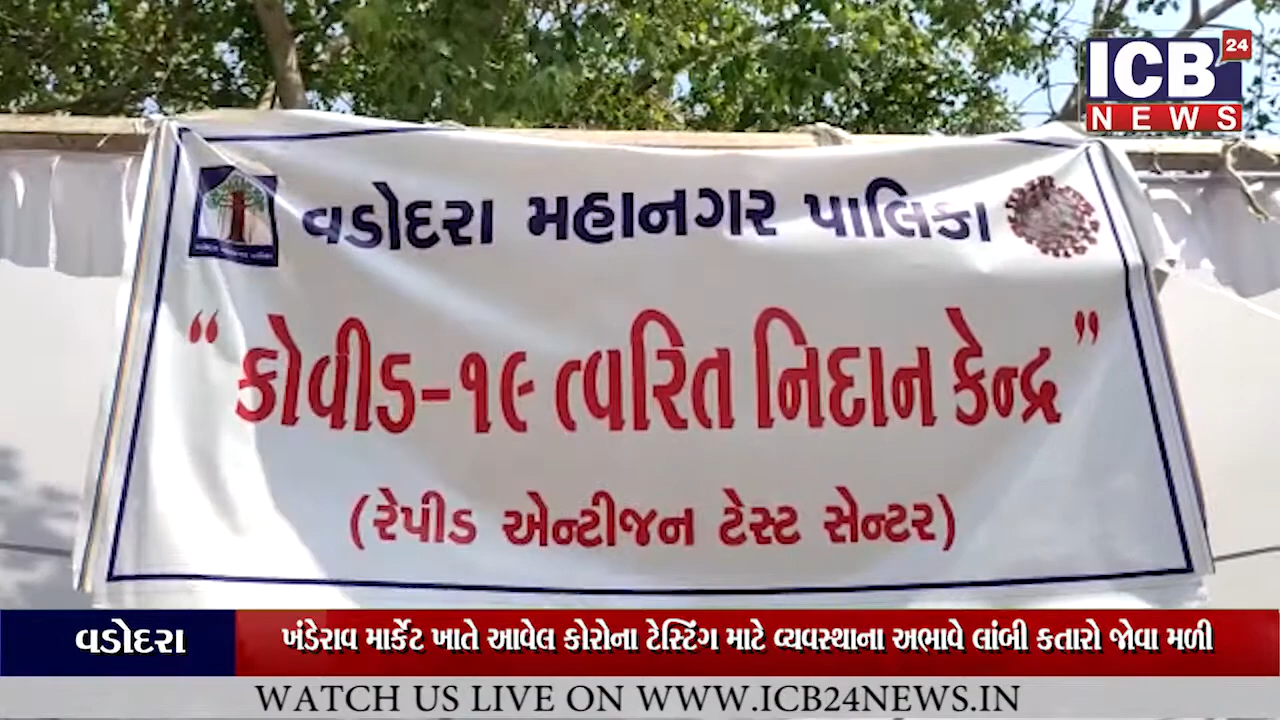 ICB 24
NEWS
વડોદરા મહાનગર પાલિકા
"કોવીડ-૧૯ ત્વરિત નિદાન કેન્દ્ર"
(રેપીડ એન્ટીજન ટેસ્ટ સેન્ટર)
વડોદરા
ખંડેરાવ માર્કેટ ખાતે આવેલ કોરોના ટેસ્ટિંગ માટે વ્યવસ્થાના અભાવે લાંબી કતારો જોવા મળી
WATCH US LIVE ON WWW.ICB24NEWS.IN